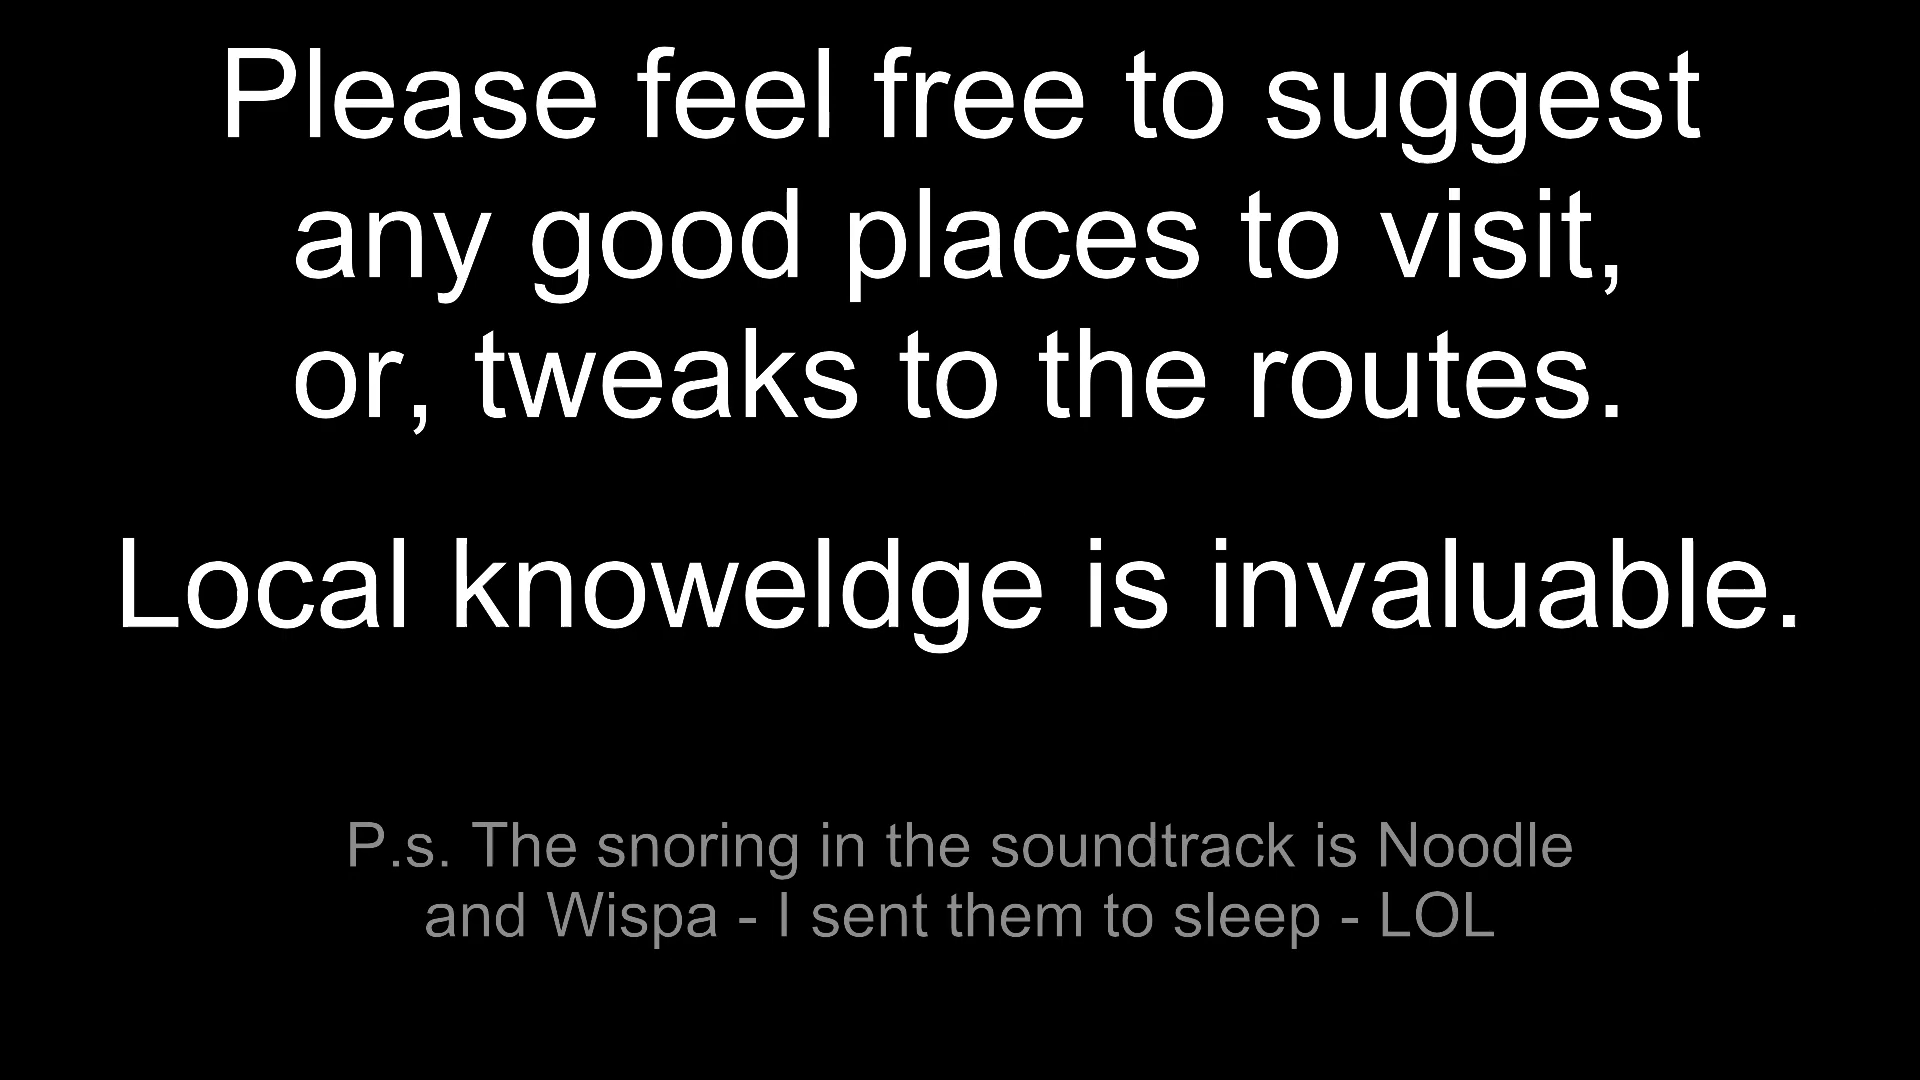 Please feel free to suggest
any good places to visit,
or, tweaks to the routes.
Local knoweldge is invaluable.
P.s. The snoring in the soundtrack is Noodle
and Wispa - I sent them to sleep - LOL